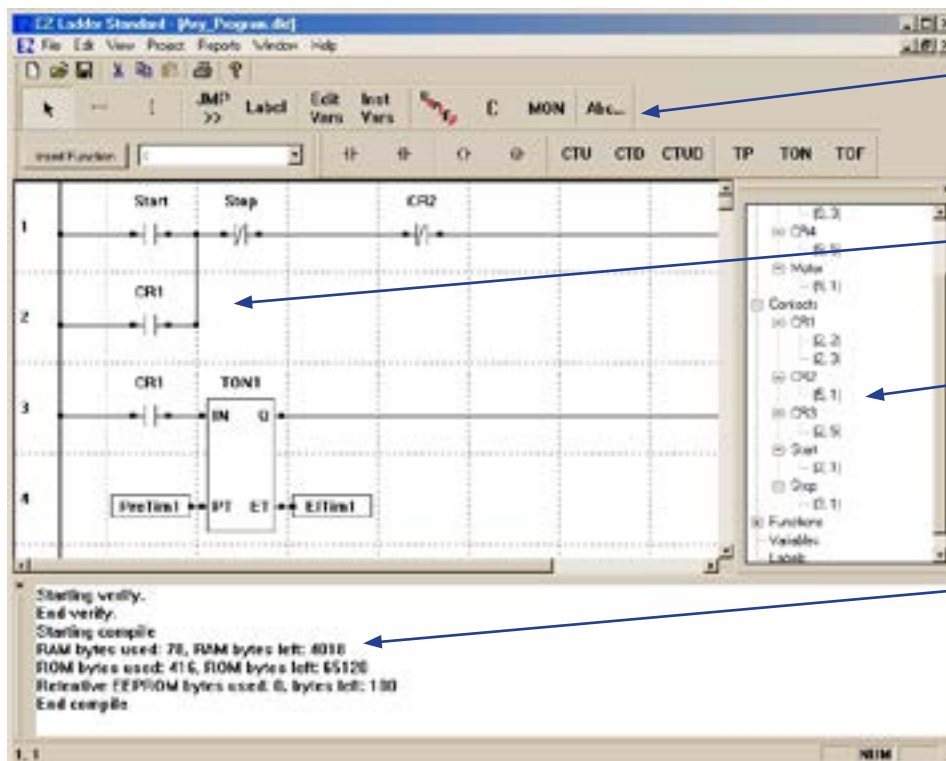 EZ Ladder Standard - [Any_Program.dld]
File Edit View Project Reports Window Help
JMP >> Label Edit Vars Inst Vars MON Abc...
Insert Function CTU CTD CTUD TP TON TOF
Start Stop CR2
1
CR1
2
CR1 TON1
3
IN Q
4
PreTim1 PT ET ElTim1
CR4
Motor
Contacts
CR1
CR2
CR3
Start
Stop
Functions
Variables
Labels
Starting verify.
End verify.
Starting compile
RAM bytes used: 78, RAM bytes left: 4018
ROM bytes used: 416, ROM bytes left: 65120
Retentive EEPROM bytes used: 0, bytes left: 100
End compile
1, 1 NUM